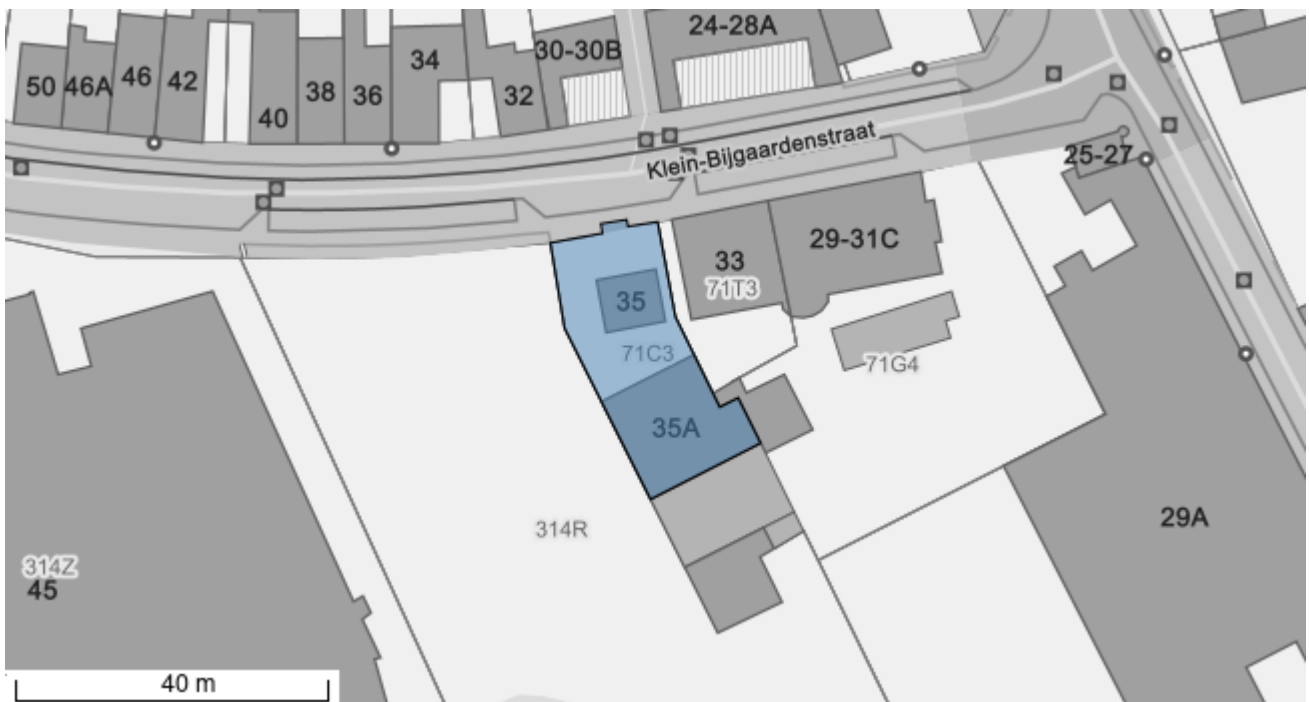 24-28A
30-30B
34
50
46A
46
42
40
38
36
32
Klein-Bijgaardenstraat
25-27
29-31C
33
71T3
35
71C3
71G4
35A
29A
314R
314Z
45
40 m